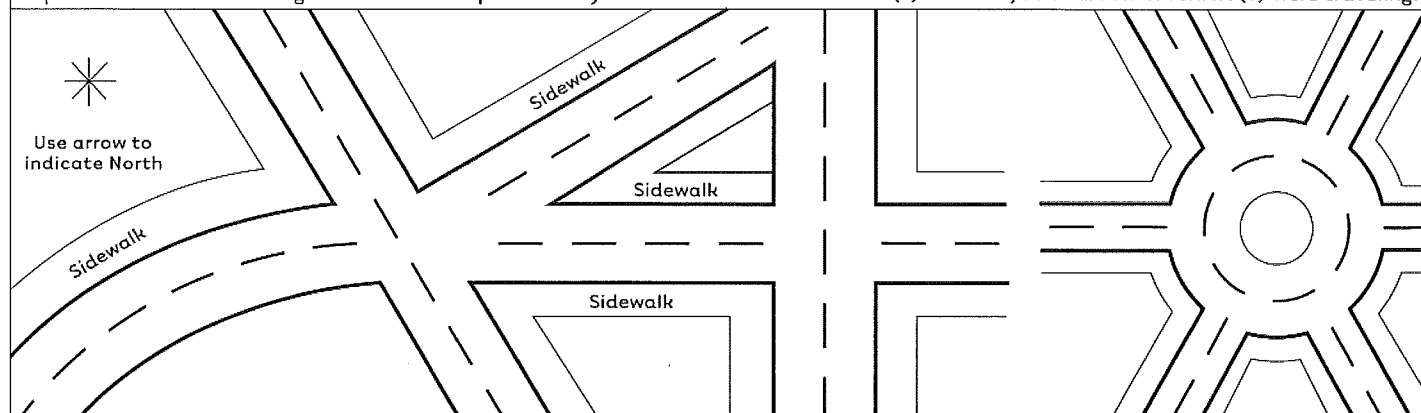 Sidewalk
Use arrow to
indicate North
Sidewalk
Sidewalk
Sidewalk